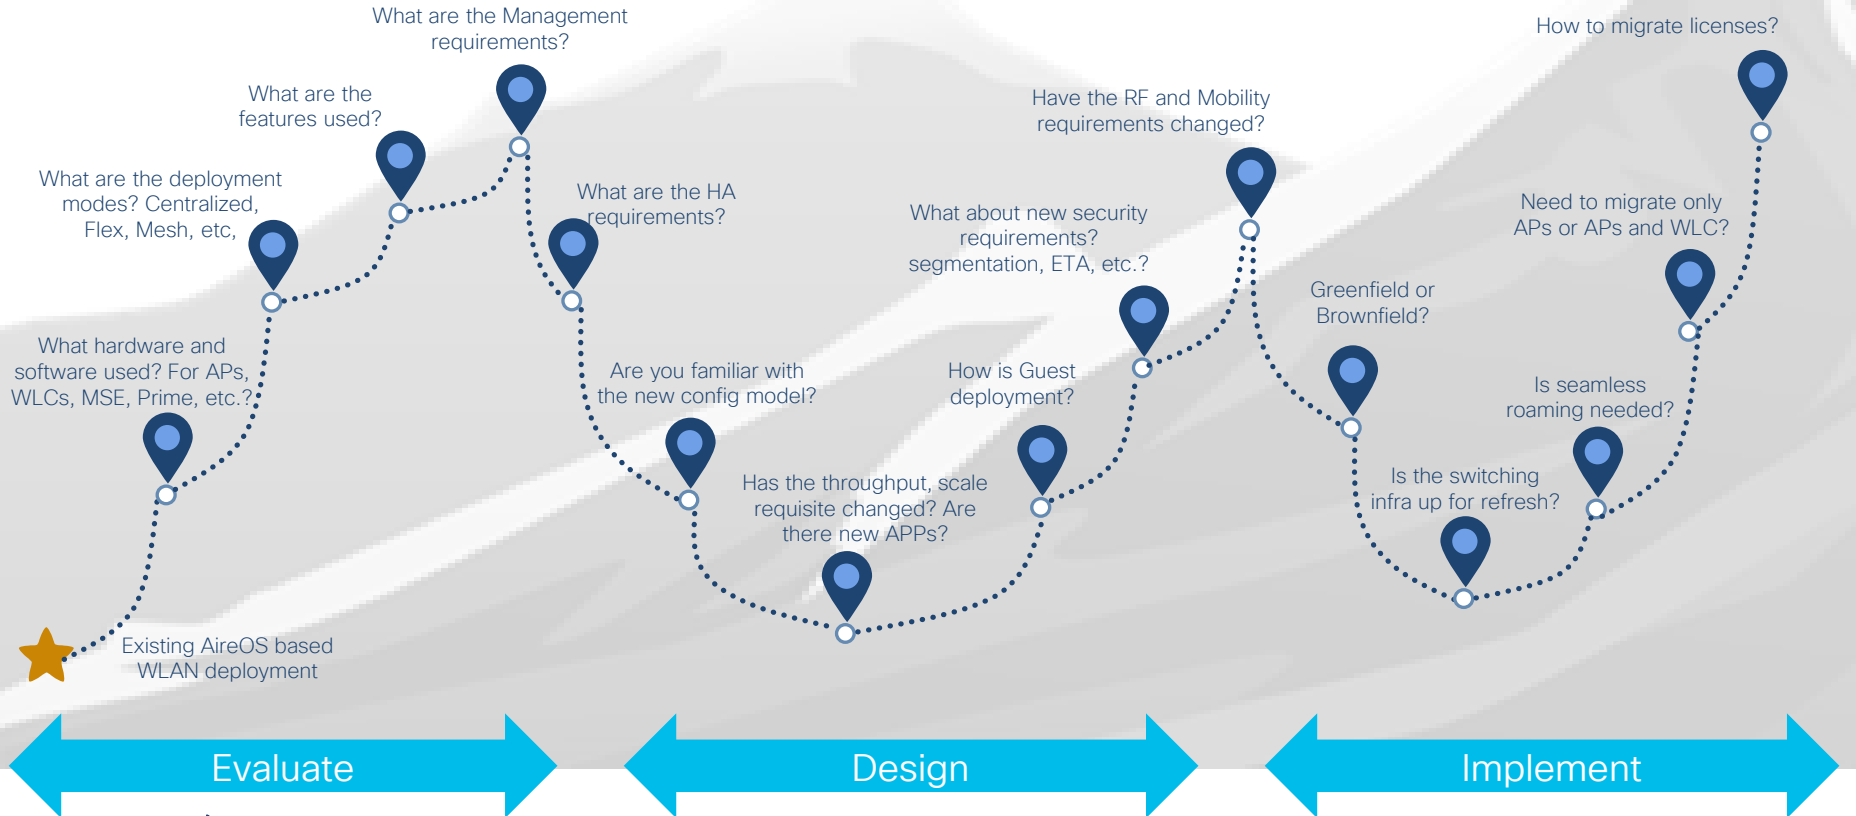 What are the Management
requirements?
How to migrate licenses?
What are the
features used?
Have the RF and Mobility
requirements changed?
What are the deployment
modes? Centralized,
Flex, Mesh, etc,
What are the HA
requirements?
What about new security
requirements?
segmentation, ETA, etc.?
Need to migrate only
APs or APs and WLC?
Greenfield or
Brownfield?
What hardware and
software used? For APs,
WLCs, MSE, Prime, etc.?
Are you familiar with
the new config model?
How is Guest
deployment?
Is seamless
roaming needed?
Has the throughput, scale
requisite changed? Are
there new APPs?
Is the switching
infra up for refresh?
Existing AireOS based
WLAN deployment
Evaluate
Design
Implement